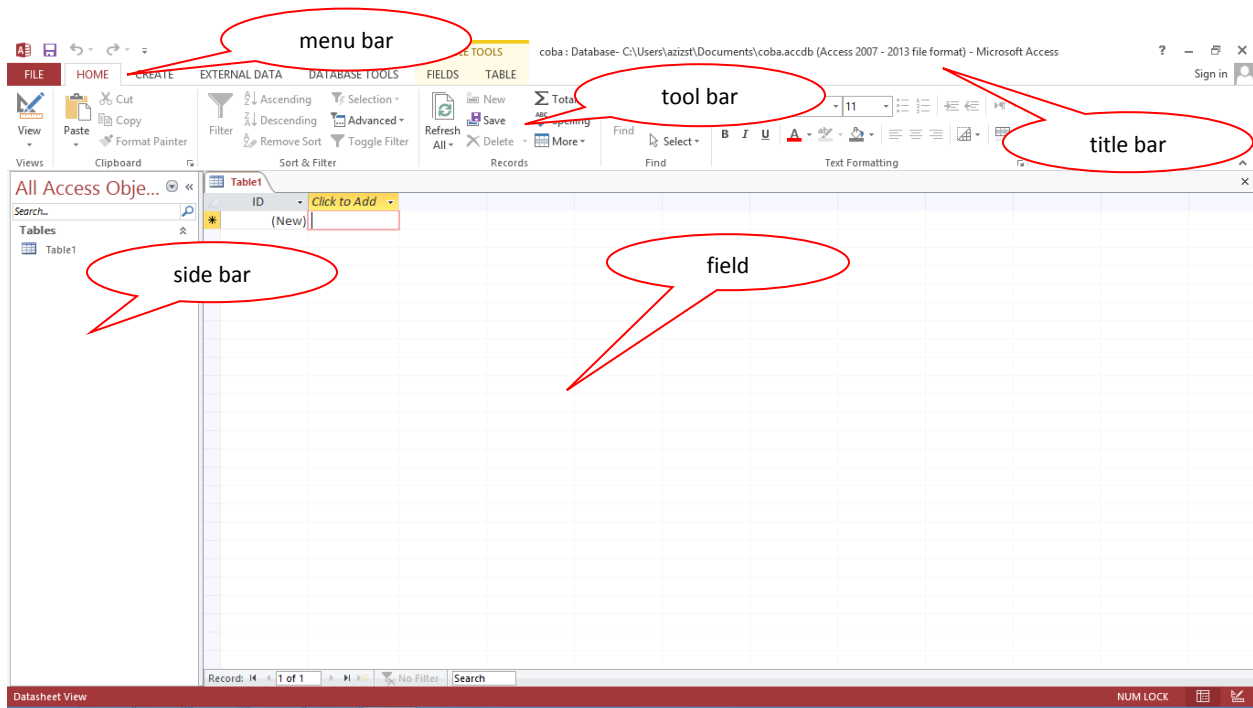 menu bar
TOOLS
coba : Database- C:\Users\azizst\Documents\coba.accdb (Access 2007 - 2013 file format) - Microsoft Access
?
FILE HOME CREATE EXTERNAL DATA DATABASE TOOLS FIELDS TABLE
Sign in
tool bar
title bar
View
Views
Paste
Cut
Copy
Format Painter
Clipboard
Filter
Ascending
Descending
Remove Sort
Selection
Advanced
Toggle Filter
Sort & Filter
Refresh
All
New
Save
Delete
Spelling
More
Records
Find
Select
Find
11
B I U A
Text Formatting
All Access Obje...
Search...
Tables
Table1
Table1
ID Click to Add
(New)
side bar
field
Record: 1 of 1 No Filter Search
Datasheet View
NUM LOCK